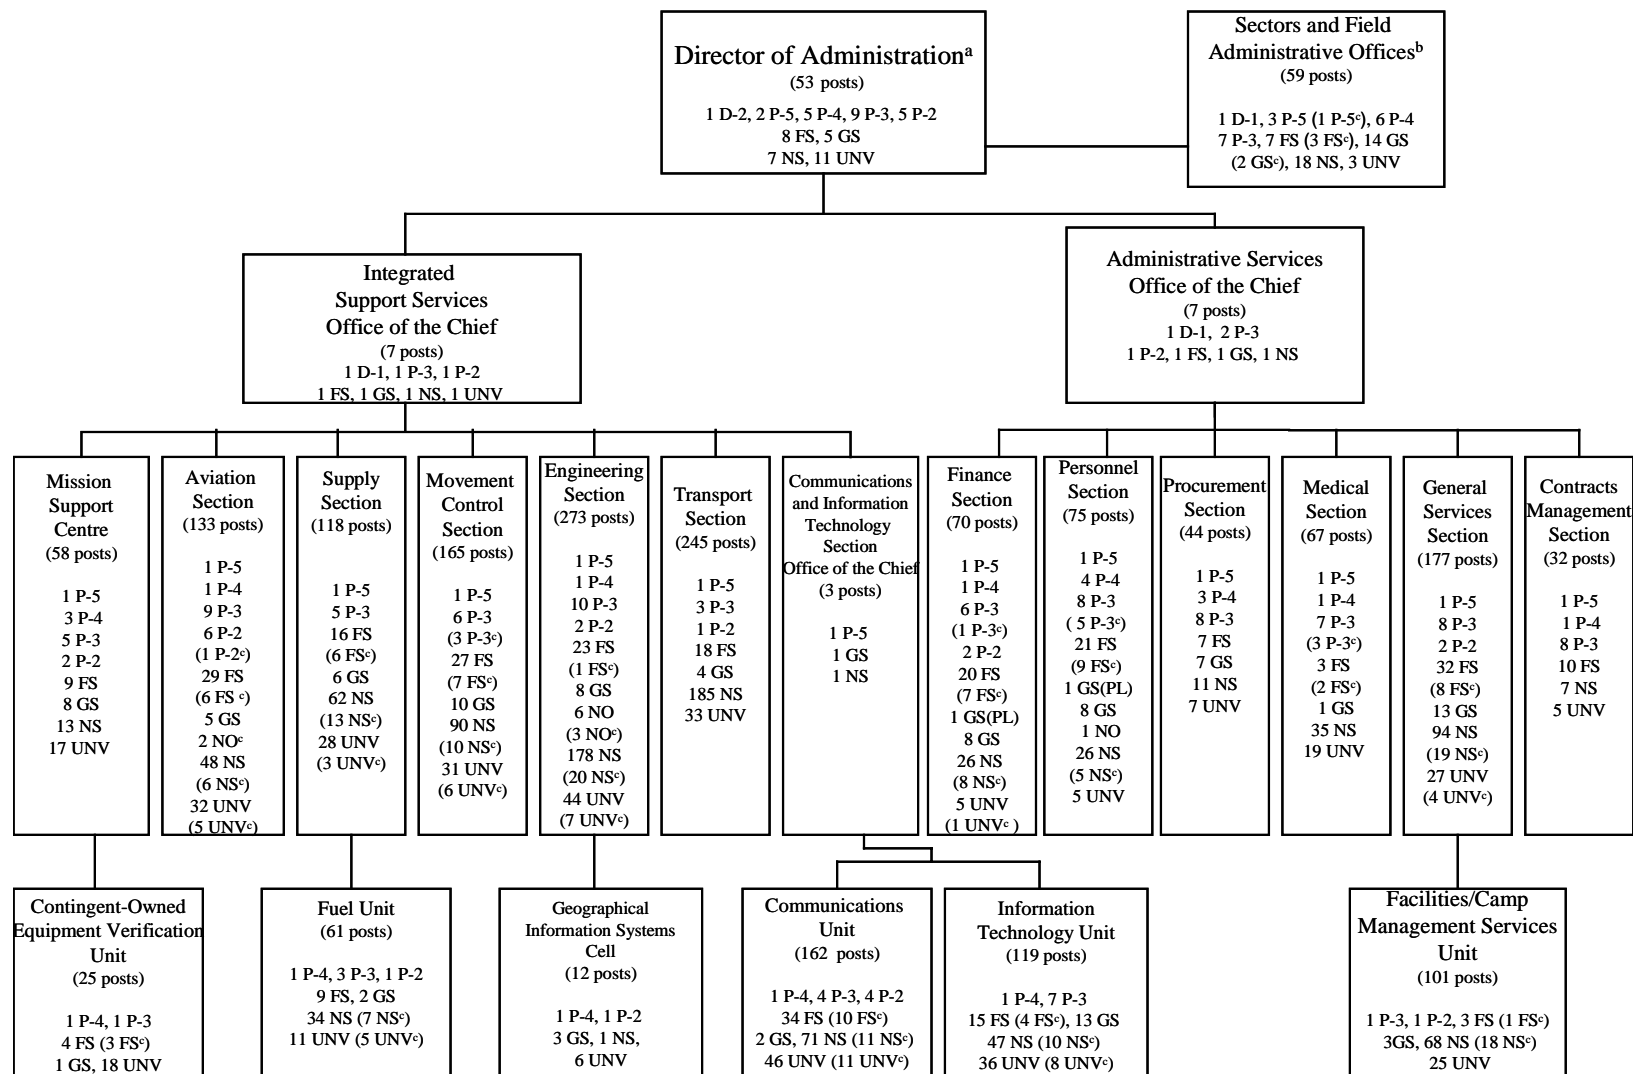 Director of Administrationᵃ
(53 posts)
1 D-2, 2 P-5, 5 P-4, 9 P-3, 5 P-2
8 FS, 5 GS
7 NS, 11 UNV
Sectors and Field
Administrative Officesᵇ
(59 posts)
1 D-1, 3 P-5 (1 P-5ᶜ), 6 P-4
7 P-3, 7 FS (3 FSᶜ), 14 GS
(2 GSᶜ), 18 NS, 3 UNV
Integrated
Support Services
Office of the Chief
(7 posts)
1 D-1, 1 P-3, 1 P-2
1 FS, 1 GS, 1 NS, 1 UNV
Administrative Services
Office of the Chief
(7 posts)
1 D-1, 2 P-3
1 P-2, 1 FS, 1 GS, 1 NS
Mission
Support
Centre
(58 posts)
1 P-5
3 P-4
5 P-3
2 P-2
9 FS
8 GS
13 NS
17 UNV
Aviation
Section
(133 posts)
1 P-5
1 P-4
9 P-3
6 P-2
(1 P-2ᶜ)
29 FS
(6 FS ᶜ)
5 GS
2 NOᶜ
48 NS
(6 NSᶜ)
32 UNV
(5 UNVᶜ)
Supply
Section
(118 posts)
1 P-5
5 P-3
16 FS
(6 FSᶜ)
6 GS
62 NS
(13 NSᶜ)
28 UNV
(3 UNVᶜ)
Movement
Control
Section
(165 posts)
1 P-5
6 P-3
(3 P-3ᶜ)
27 FS
(7 FSᶜ)
10 GS
90 NS
(10 NSᶜ)
31 UNV
(6 UNVᶜ)
Engineering
Section
(273 posts)
1 P-5
1 P-4
10 P-3
2 P-2
23 FS
(1 FSᶜ)
8 GS
6 NO
(3 NOᶜ)
178 NS
(20 NSᶜ)
44 UNV
(7 UNVᶜ)
Transport
Section
(245 posts)
1 P-5
3 P-3
1 P-2
18 FS
4 GS
185 NS
33 UNV
Communications
and Information
Technology
Section
Office of the Chief
(3 posts)
1 P-5
1 GS
1 NS
Finance
Section
(70 posts)
1 P-5
1 P-4
6 P-3
(1 P-3ᶜ)
2 P-2
20 FS
(7 FSᶜ)
1 GS(PL)
8 GS
26 NS
(8 NSᶜ)
5 UNV
(1 UNVᶜ )
Personnel
Section
(75 posts)
1 P-5
4 P-4
8 P-3
( 5 P-3ᶜ)
21 FS
(9 FSᶜ)
1 GS(PL)
8 GS
1 NO
26 NS
(5 NSᶜ)
5 UNV
Procurement
Section
(44 posts)
1 P-5
3 P-4
8 P-3
7 FS
7 GS
11 NS
7 UNV
Medical
Section
(67 posts)
1 P-5
1 P-4
7 P-3
(3 P-3ᶜ)
3 FS
(2 FSᶜ)
1 GS
35 NS
19 UNV
General
Services
Section
(177 posts)
1 P-5
8 P-3
2 P-2
32 FS
(8 FSᶜ)
13 GS
94 NS
(19 NSᶜ)
27 UNV
(4 UNVᶜ)
Contracts
Management
Section
(32 posts)
1 P-5
1 P-4
8 P-3
10 FS
7 NS
5 UNV
Contingent-Owned
Equipment Verification
Unit
(25 posts)
1 P-4, 1 P-3
4 FS (3 FSᶜ)
1 GS, 18 UNV
Fuel Unit
(61 posts)
1 P-4, 3 P-3, 1 P-2
9 FS, 2 GS
34 NS (7 NSᶜ)
11 UNV (5 UNVᶜ)
Geographical
Information Systems
Cell
(12 posts)
1 P-4, 1 P-2
3 GS, 1 NS,
6 UNV
Communications
Unit
(162 posts)
1 P-4, 4 P-3, 4 P-2
34 FS (10 FSᶜ)
2 GS, 71 NS (11 NSᶜ)
46 UNV (11 UNVᶜ)
Information
Technology Unit
(119 posts)
1 P-4, 7 P-3
15 FS (4 FSᶜ), 13 GS
47 NS (10 NSᶜ)
36 UNV (8 UNVᶜ)
Facilities/Camp
Management Services
Unit
(101 posts)
1 P-3, 1 P-2, 3 FS (1 FSᶜ)
3GS, 68 NS (18 NSᶜ)
25 UNV